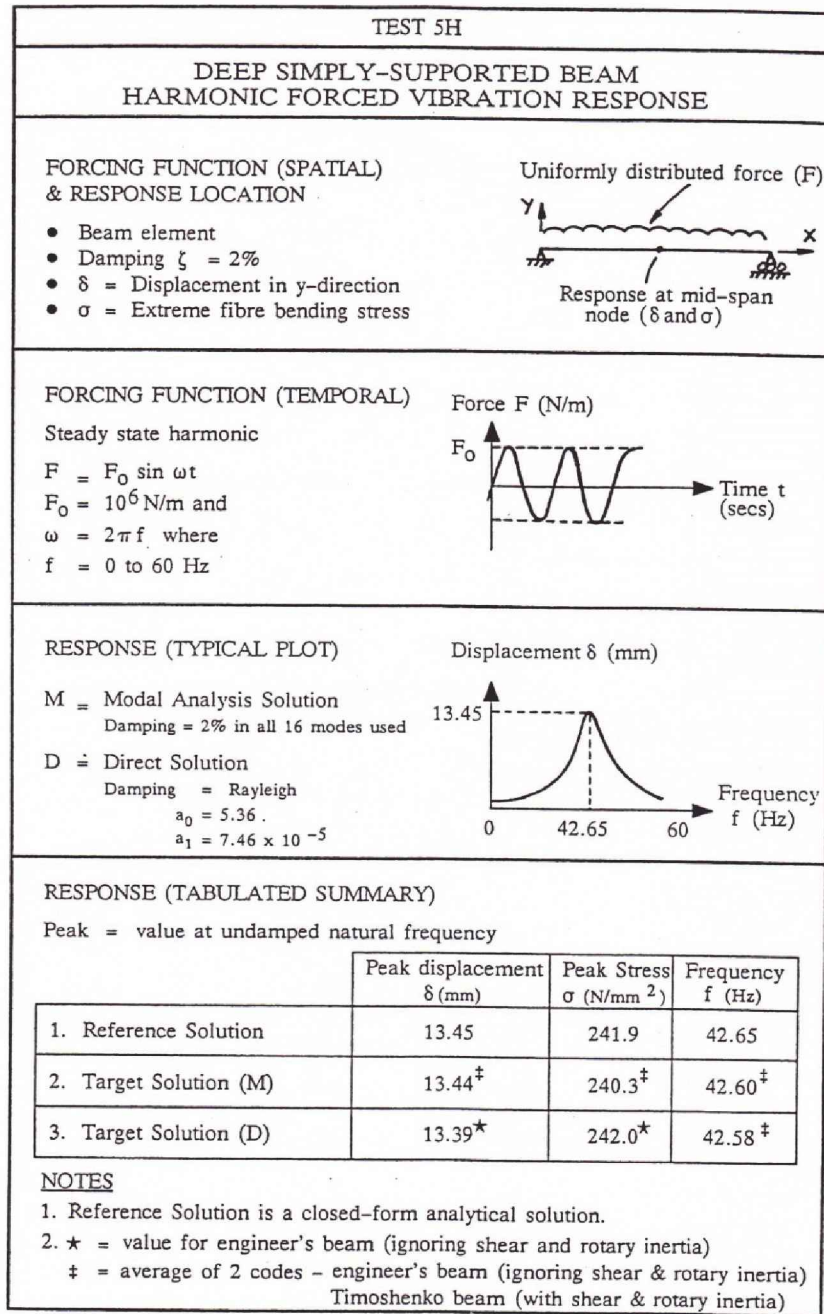 TEST 5H
DEEP SIMPLY-SUPPORTED BEAM
HARMONIC FORCED VIBRATION RESPONSE
FORCING FUNCTION (SPATIAL)
& RESPONSE LOCATION
• Beam element
• Damping ζ = 2%
• δ = Displacement in y-direction
• σ = Extreme fibre bending stress
Uniformly distributed force (F)
Y
X
Response at mid-span
node (δ and σ)
FORCING FUNCTION (TEMPORAL)
Steady state harmonic
F = F₀ sin ωt
F₀ = 10⁶ N/m and
ω = 2πf where
f = 0 to 60 Hz
Force F (N/m)
F₀
Time t
(secs)
RESPONSE (TYPICAL PLOT)
M = Modal Analysis Solution
Damping = 2% in all 16 modes used
D = Direct Solution
Damping = Rayleigh
a₀ = 5.36 .
a₁ = 7.46 x 10⁻⁵
Displacement δ (mm)
13.45
0 42.65 60
Frequency
f (Hz)
RESPONSE (TABULATED SUMMARY)
Peak = value at undamped natural frequency
Peak displacement δ (mm) Peak Stress σ (N/mm²) Frequency f (Hz)
1. Reference Solution 13.45 241.9 42.65
2. Target Solution (M) 13.44‡ 240.3‡ 42.60‡
3. Target Solution (D) 13.39★ 242.0★ 42.58‡
NOTES
1. Reference Solution is a closed-form analytical solution.
2. ★ = value for engineer's beam (ignoring shear and rotary inertia)
‡ = average of 2 codes – engineer's beam (ignoring shear & rotary inertia)
Timoshenko beam (with shear & rotary inertia)